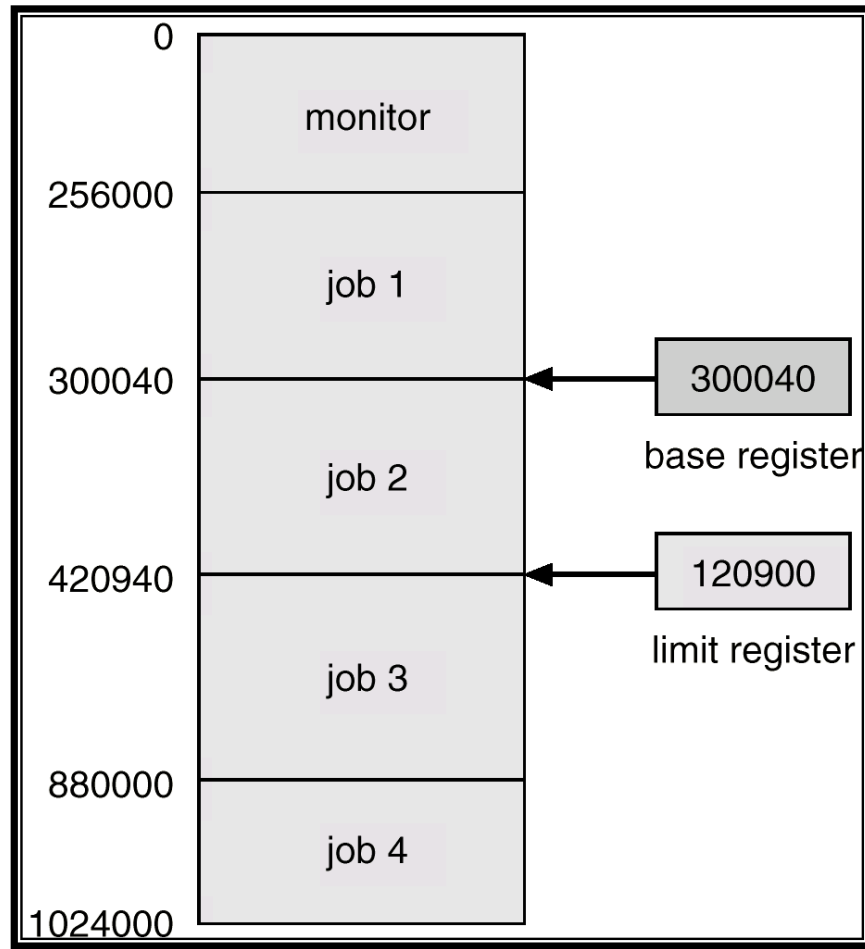 0
monitor
256000
job 1
300040
300040
base register
job 2
420940
120900
limit register
job 3
880000
job 4
1024000